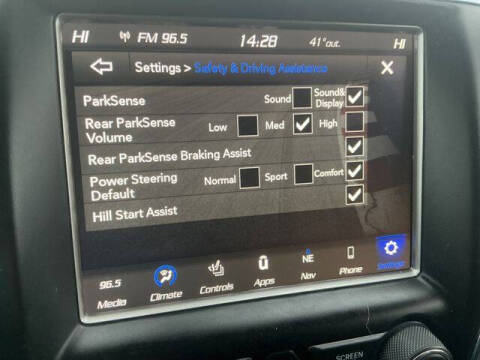 HI FM 96.5 14:28 41°out. HI
Settings > Safety & Driving Assistance X
ParkSense Sound Sound& Display
Rear ParkSense Volume Low Med High
Rear ParkSense Braking Assist
Power Steering Default Normal Sport Comfort
Hill Start Assist
96.5 NE
Media Climate Controls Apps Nav Phone Settings
SCREEN